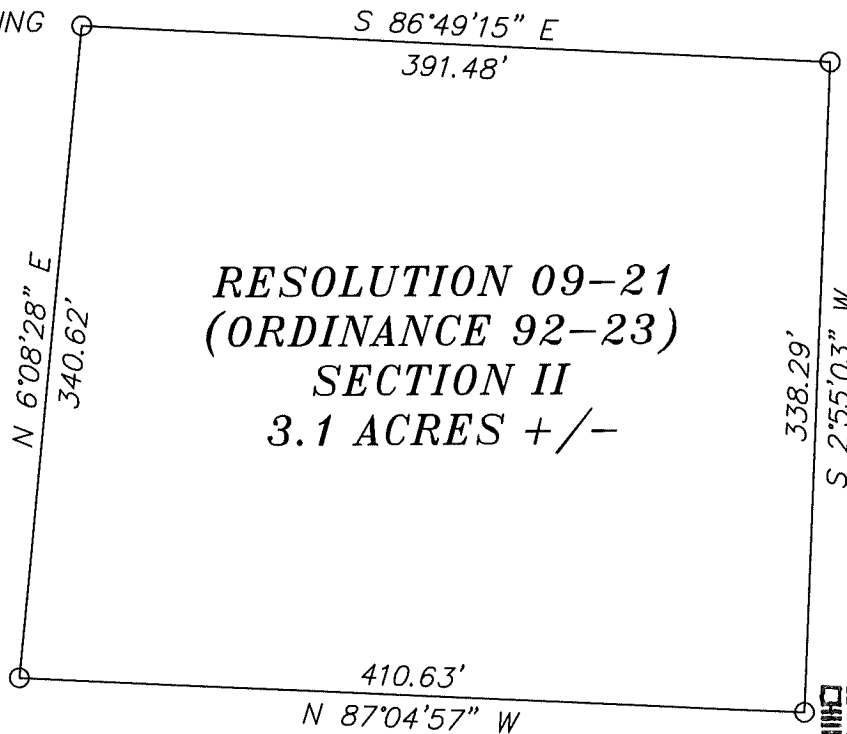 S 86°49'15" E
391.48'
N 6°08'28" E
340.62'
RESOLUTION 09-21
(ORDINANCE 92-23)
SECTION II
3.1 ACRES +/-
338.29'
S 2°55'03" W
410.63'
N 87°04'57" W